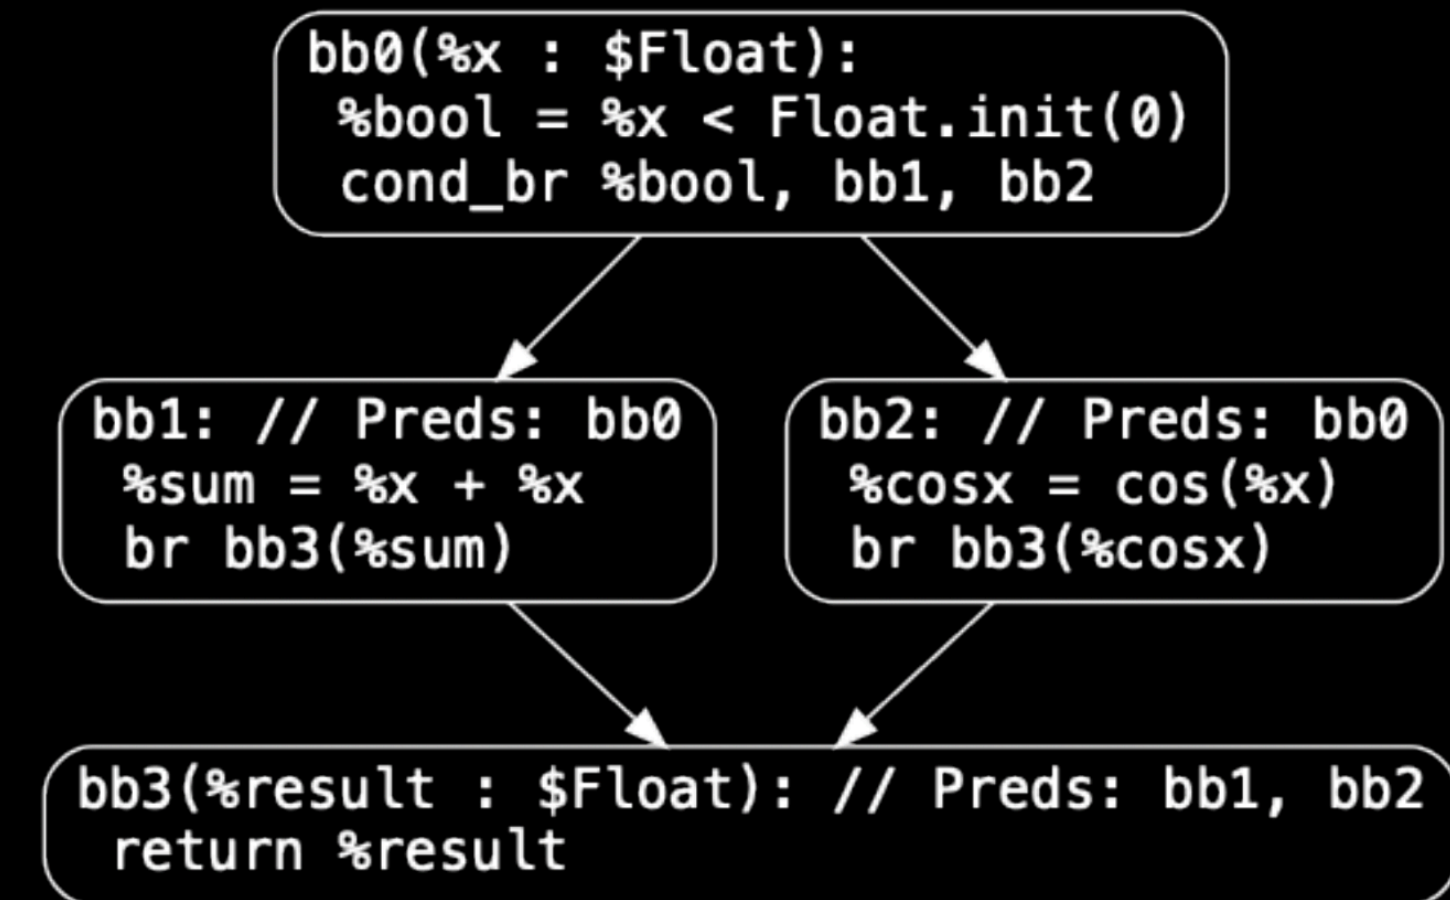 bb0(%x : $Float):
%bool = %x < Float.init(0)
cond_br %bool, bb1, bb2
bb1: // Preds: bb0
%sum = %x + %x
br bb3(%sum)
bb2: // Preds: bb0
%cosx = cos(%x)
br bb3(%cosx)
bb3(%result : $Float): // Preds: bb1, bb2
return %result